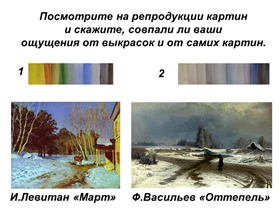 Посмотрите на репродукции картин
и скажите, совпали ли ваши
ощущения от выкрасок и от самих картин.
1
2
И.Левитан «Март»
Ф.Васильев «Оттепель»